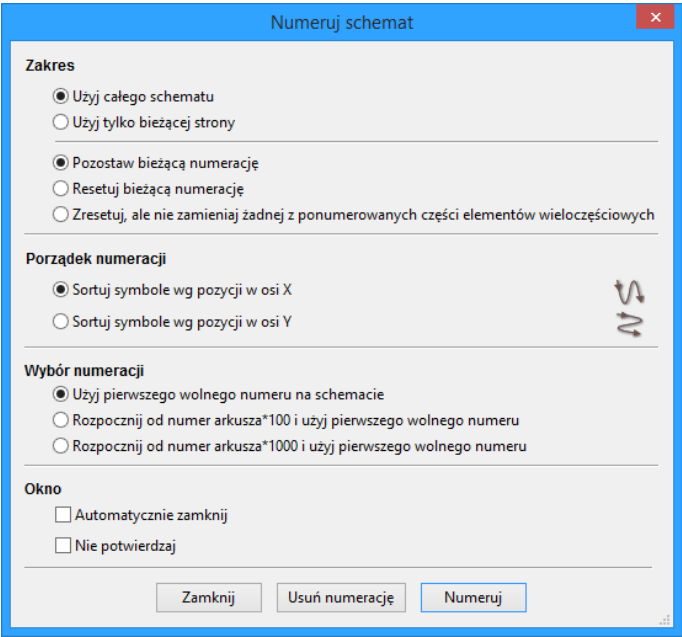 Numeruj schemat
Zakres
Użyj całego schematu
Użyj tylko bieżącej strony
Pozostaw bieżącą numerację
Resetuj bieżącą numerację
Zresetuj, ale nie zamieniaj żadnej z ponumerowanych części elementów wieloczęściowych
Porządek numeracji
Sortuj symbole wg pozycji w osi X
Sortuj symbole wg pozycji w osi Y
Wybór numeracji
Użyj pierwszego wolnego numeru na schemacie
Rozpocznij od numer arkusza*100 i użyj pierwszego wolnego numeru
Rozpocznij od numer arkusza*1000 i użyj pierwszego wolnego numeru
Okno
Automatycznie zamknij
Nie potwierdzaj
Zamknij Usuń numerację Numeruj